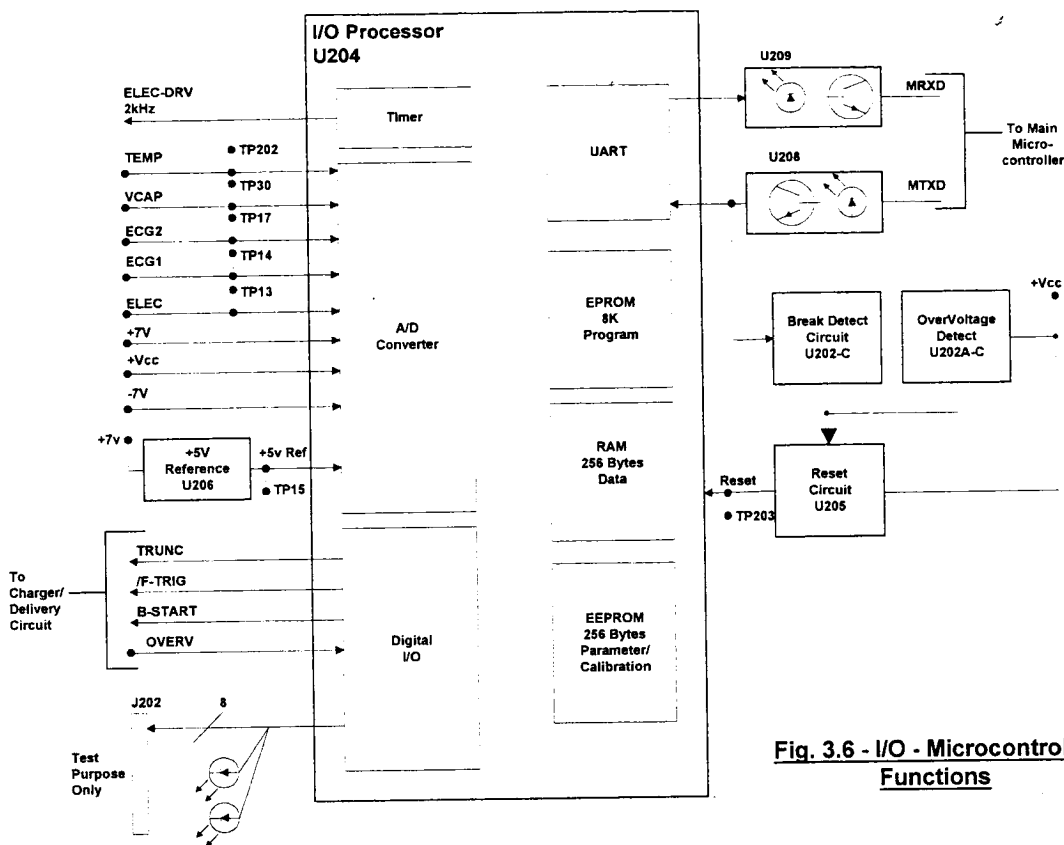 I/O Processor
U204
ELEC-DRV
2kHz
Timer
TEMP
TP202
VCAP
TP30
ECG2
TP17
ECG1
TP14
ELEC
TP13
+7V
+Vcc
-7V
A/D
Converter
+7v
+5V
Reference
U206
+5v Ref
TP15
To
Charger/
Delivery
Circuit
TRUNC
/F-TRIG
B-START
OVERV
Digital
I/O
J202
8
Test
Purpose
Only
UART
EPROM
8K
Program
RAM
256 Bytes
Data
EEPROM
256 Bytes
Parameter/
Calibration
U209
MRXD
U208
MTXD
To Main
Micro-
controller
+Vcc
Break Detect
Circuit
U202-C
OverVoltage
Detect
U202A-C
Reset
TP203
Reset
Circuit
U205
Fig. 3.6 - I/O - Microcontrol
Functions